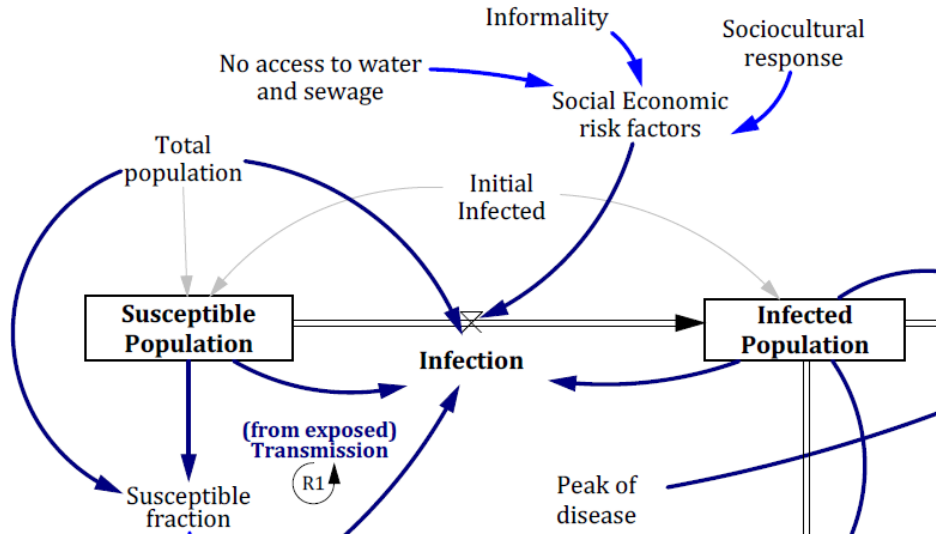 Informality
Sociocultural
response
No access to water
and sewage
Social Economic
risk factors
Total
population
Initial
Infected
Susceptible
Population
Infected
Population
Infection
(from exposed)
Transmission
R1
Susceptible
fraction
Peak of
disease